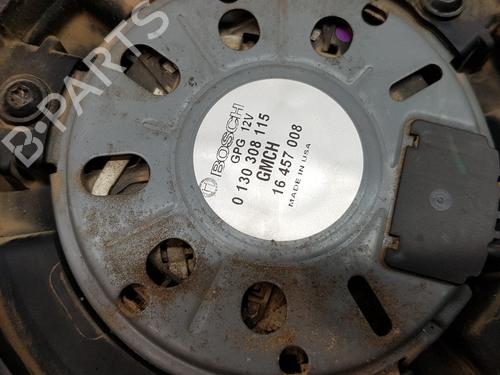 B-PARTS
BOSCH
GPG 12V
0 130 308 115
GMCH
16 457 008
MADE IN USA